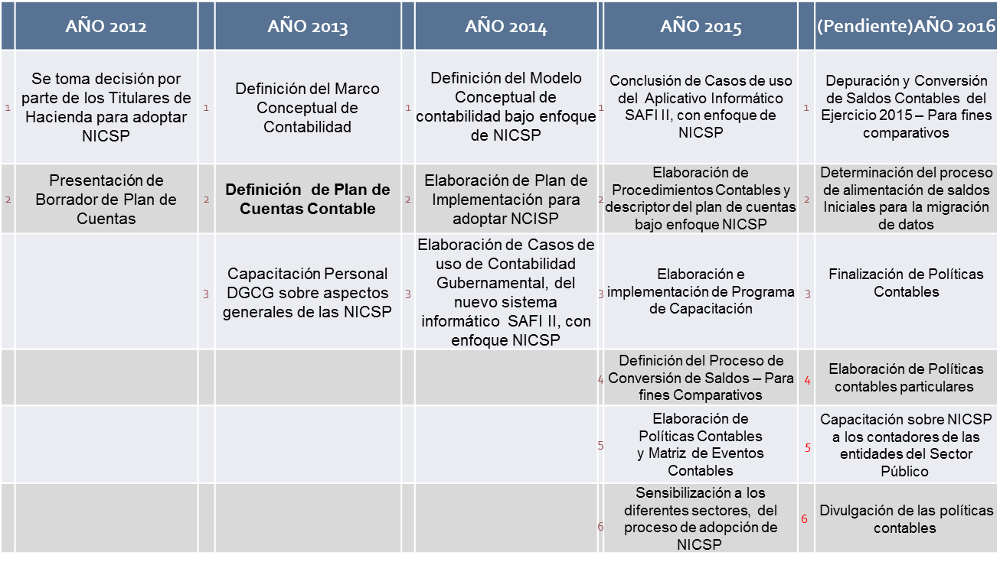 AÑO 2012
AÑO 2013
AÑO 2014
AÑO 2015
(Pendiente)AÑO 2016
1
Se toma decisión por
parte de los Titulares de
Hacienda para adoptar
NICSP
1
Definición del Marco
Conceptual de
Contabilidad
1
Definición del Modelo
Conceptual de
contabilidad bajo enfoque
de NICSP
1
Conclusión de Casos de uso
del Aplicativo Informático
SAFI II, con enfoque de
NICSP
1
Depuración y Conversión
de Saldos Contables del
Ejercicio 2015 – Para fines
comparativos
2
Presentación de
Borrador de Plan de
Cuentas
2
Definición de Plan de
Cuentas Contable
2
Elaboración de Plan de
Implementación para
adoptar NCISP
2
Elaboración de
Procedimientos Contables y
descriptor del plan de cuentas
bajo enfoque NICSP
2
Determinación del proceso
de alimentación de saldos
Iniciales para la migración
de datos
3
Capacitación Personal
DGCG sobre aspectos
generales de las NICSP
3
Elaboración de Casos de
uso de Contabilidad
Gubernamental, del
nuevo sistema
informático SAFI II, con
enfoque NICSP
3
Elaboración e
implementación de Programa
de Capacitación
3
Finalización de Políticas
Contables
4
Definición del Proceso de
Conversión de Saldos – Para
fines Comparativos
4
Elaboración de Políticas
contables particulares
5
Elaboración de
Políticas Contables
y Matriz de Eventos
Contables
5
Capacitación sobre NICSP
a los contadores de las
entidades del Sector
Público
6
Sensibilización a los
diferentes sectores, del
proceso de adopción de
NICSP
6
Divulgación de las políticas
contables